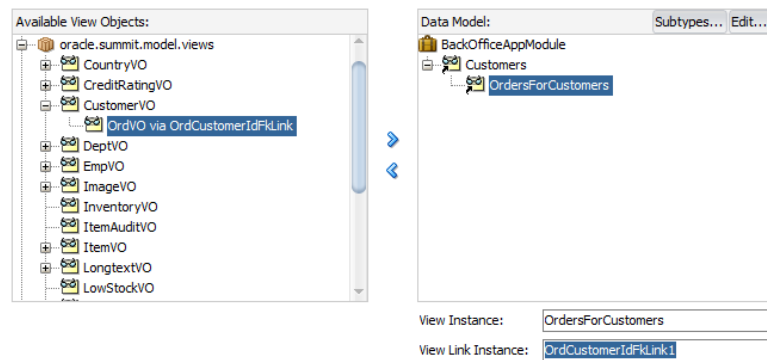 Available View Objects:
oracle.summit.model.views
CountryVO
CreditRatingVO
CustomerVO
OrdVO via OrdCustomerIdFkLink
DeptVO
EmpVO
ImageVO
InventoryVO
ItemAuditVO
ItemVO
LongtextVO
LowStockVO
Data Model:
Subtypes... Edit...
BackOfficeAppModule
Customers
OrdersForCustomers
View Instance: OrdersForCustomers
View Link Instance: OrdCustomerIdFkLink1